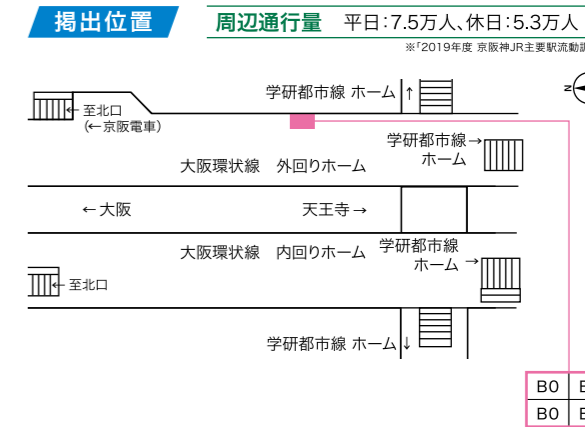 掲出位置
周辺通行量 平日:7.5万人、休日:5.3万人
※「2019年度 京阪神JR主要駅流動調
N
学研都市線 ホーム↑
←至北口
(←京阪電車)
学研都市線→
ホーム
大阪環状線 外回りホーム
←大阪 天王寺→
大阪環状線 内回りホーム
学研都市線
ホーム→
←至北口
学研都市線 ホーム↓
B0
B0